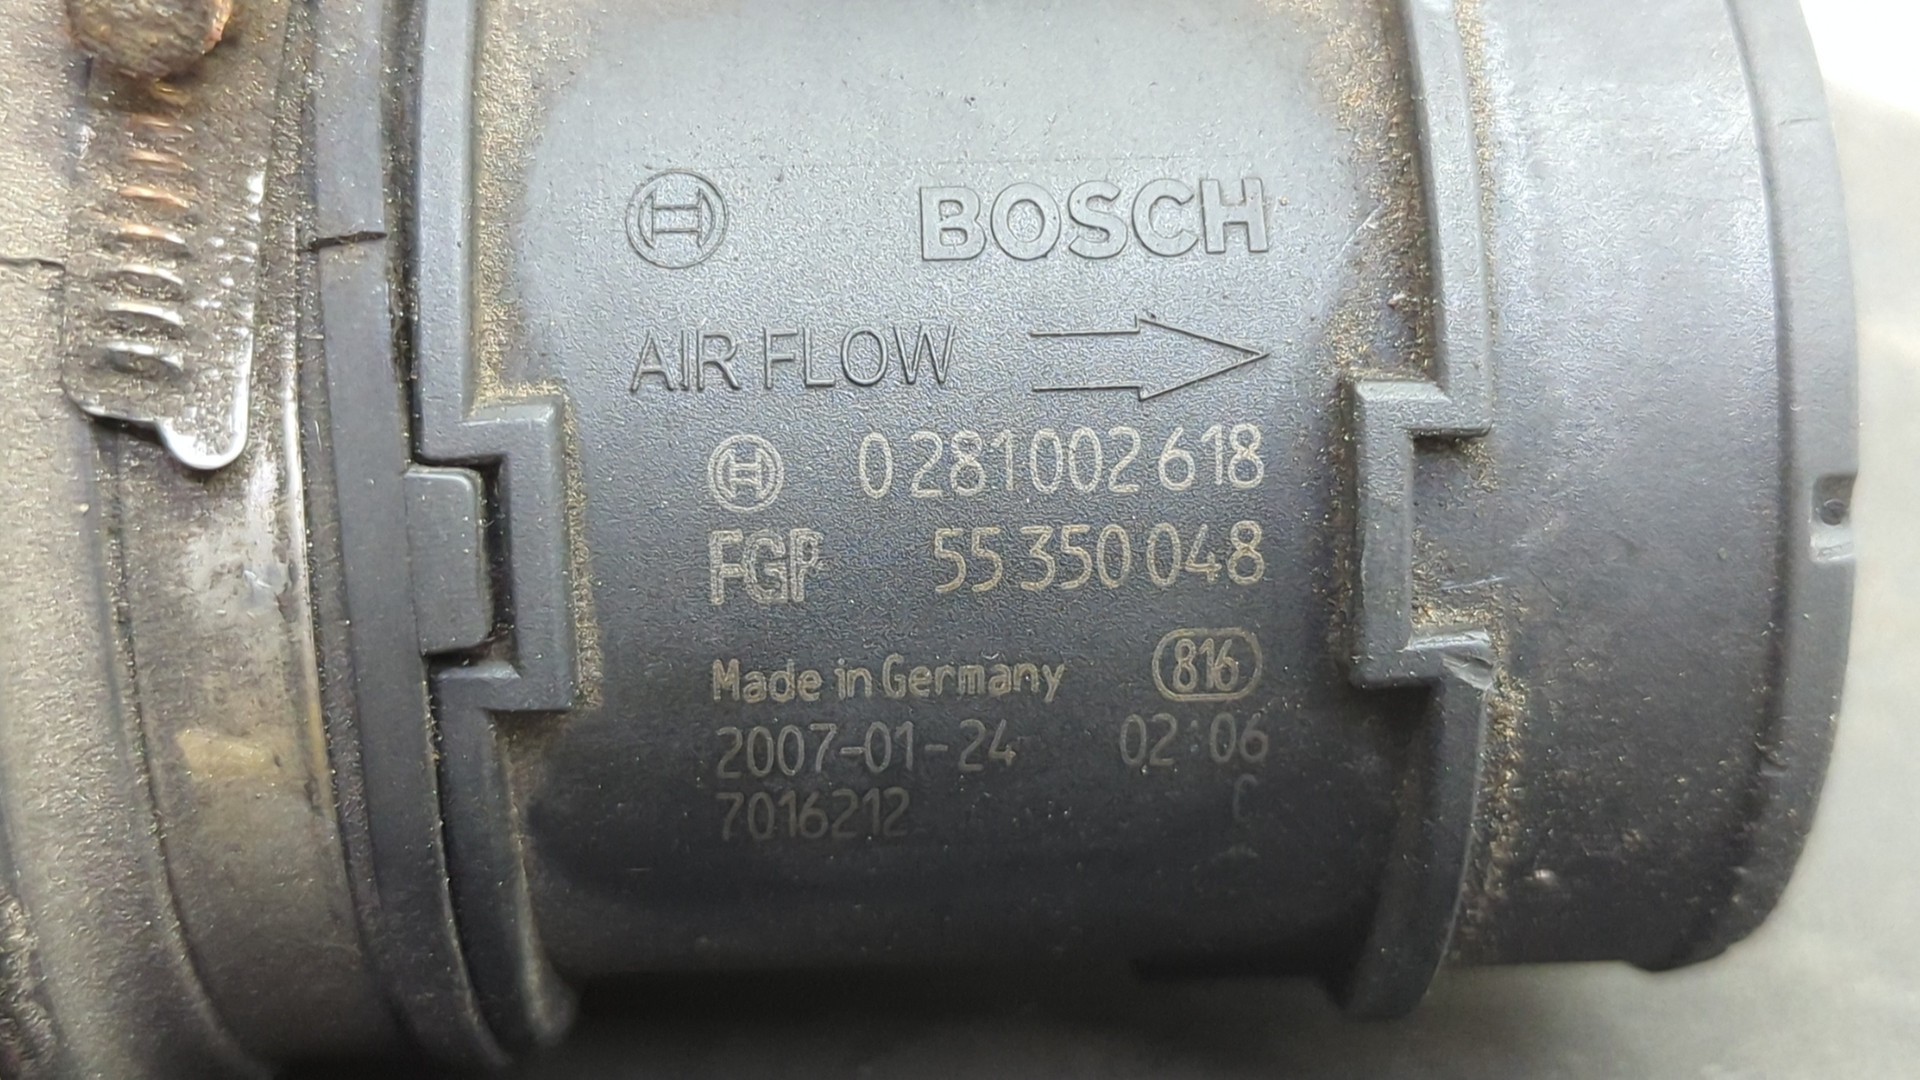 BOSCH
AIR FLOW
0 281 002 618
FGP 55 350 048
Made in Germany 816
2007-01-24 02:06
7016212 C